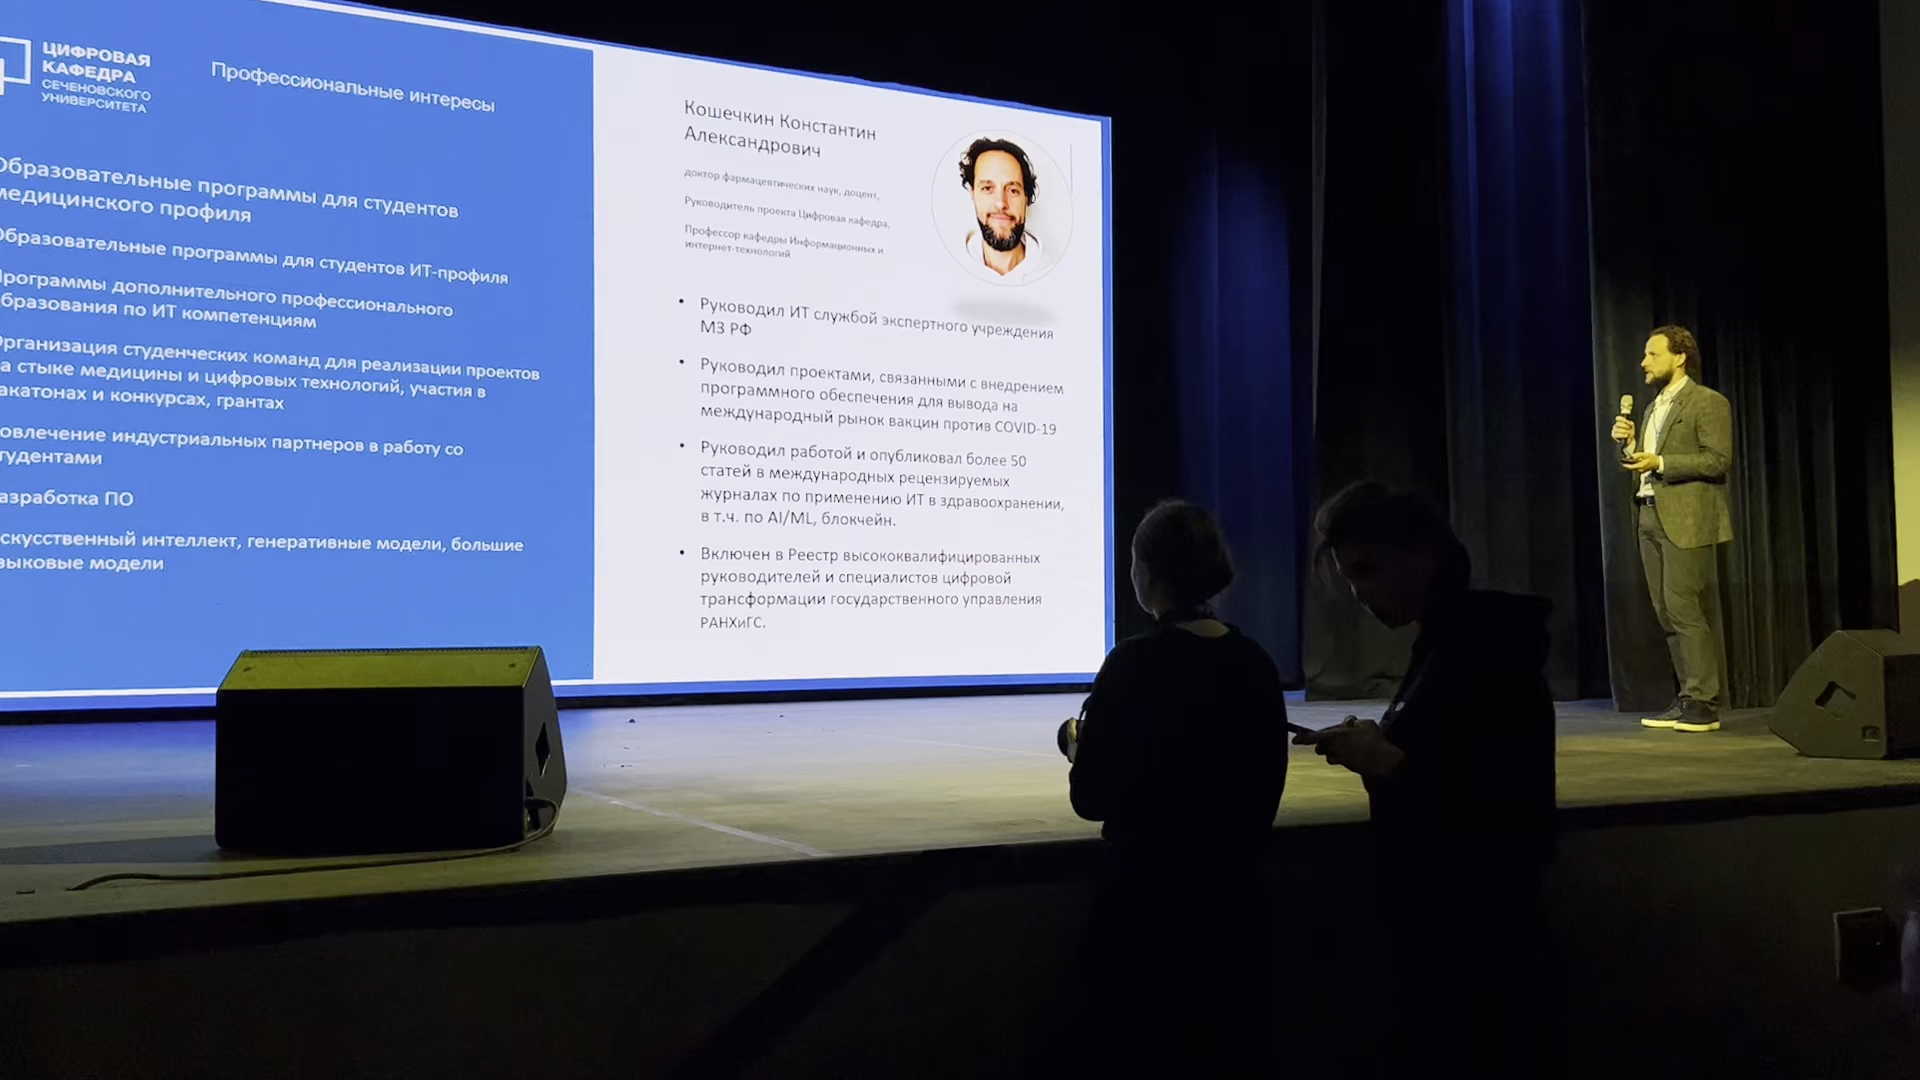 ЦИФРОВАЯ
КАФЕДРА
СЕЧЕНОВСКОГО
УНИВЕРСИТЕТА
Профессиональные интересы
Образовательные программы для студентов
медицинского профиля
Образовательные программы для студентов ИТ-профиля
Программы дополнительного профессионального
образования по ИТ компетенциям
Организация студенческих команд для реализации проектов
а стыке медицины и цифровых технологий, участия в
акатонах и конкурсах, грантах
овлечение индустриальных партнеров в работу со
тудентами
азработка ПО
скусственный интеллект, генеративные модели, большие
зыковые модели
Кошечкин Константин
Александрович
доктор фармацевтических наук, доцент,
Руководитель проекта Цифровая кафедра,
Профессор кафедры Информационных и
интернет-технологий
• Руководил ИТ службой экспертного учреждения
МЗ РФ
• Руководил проектами, связанными с внедрением
программного обеспечения для вывода на
международный рынок вакцин против COVID-19
• Руководил работой и опубликовал более 50
статей в международных рецензируемых
журналах по применению ИТ в здравоохранении,
в т.ч. по AI/ML, блокчейн.
• Включен в Реестр высококвалифицированных
руководителей и специалистов цифровой
трансформации государственного управления
РАНХиГС.